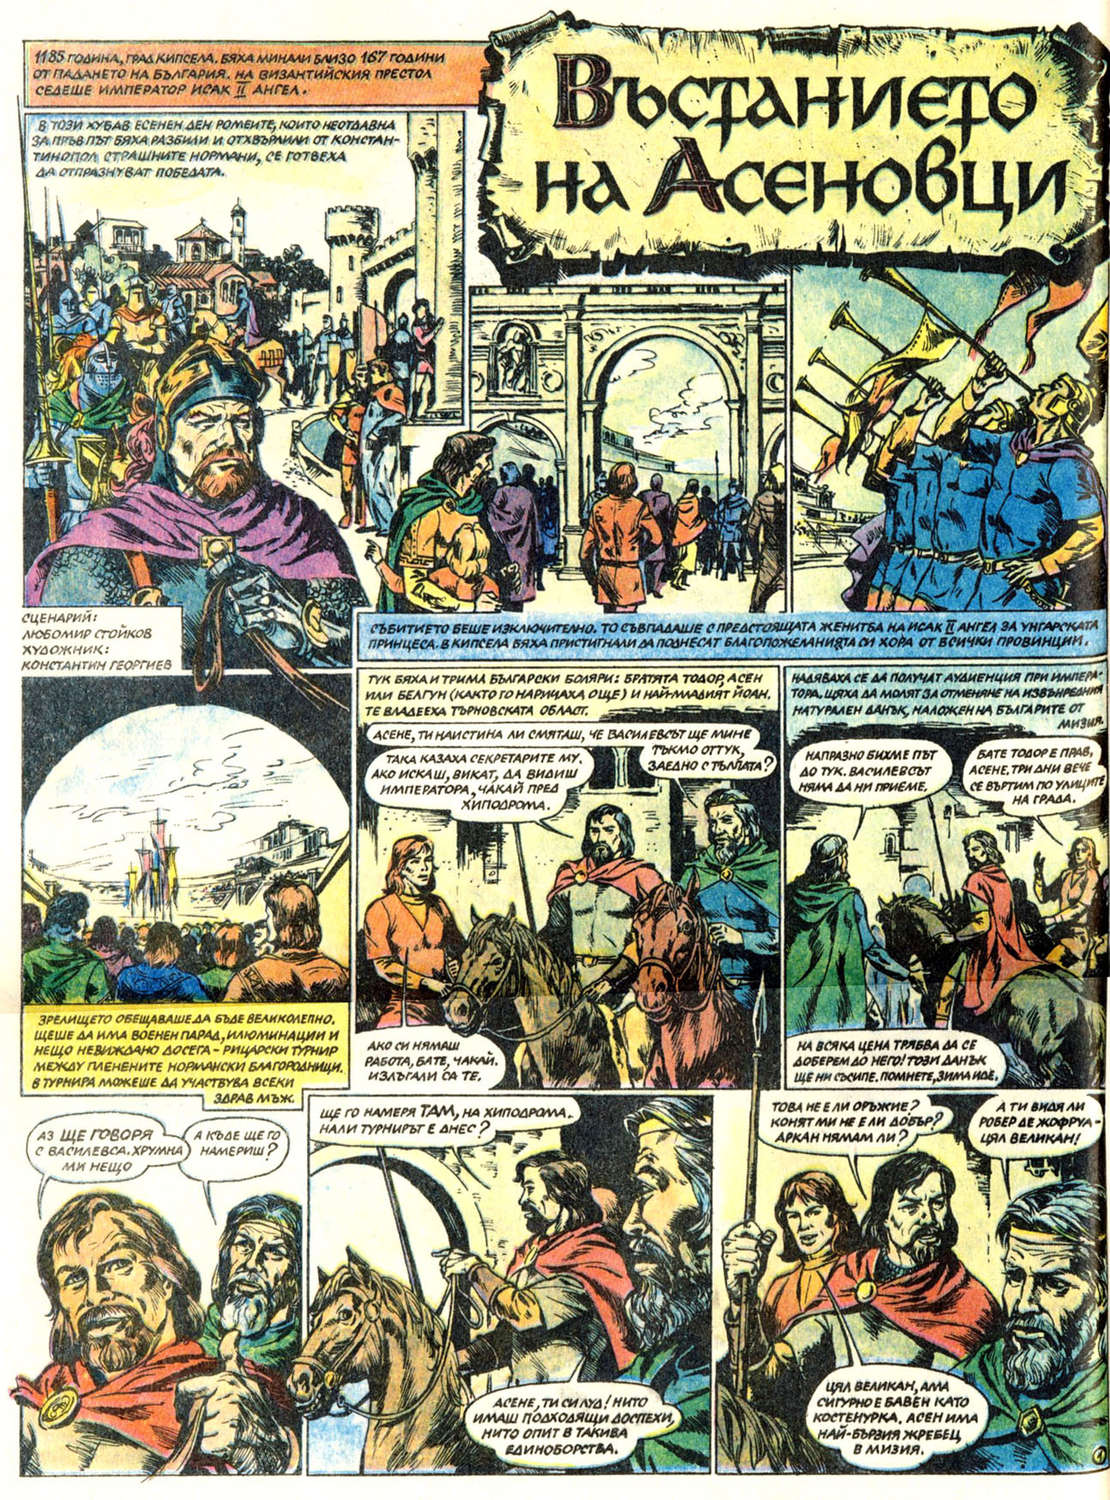 1185 ГОДИНА, ГРАД КИПСЕЛА. БЯХА МИНАЛИ БЛИЗО 167 ГОДИНИ
ОТ ПАДАНЕТО НА БЪЛГАРИЯ. НА ВИЗАНТИЙСКИЯ ПРЕСТОЛ
СЕДЕШЕ ИМПЕРАТОР ИСАК II АНГЕЛ.
Въстанието
на Асеновци
В ТОЗИ ХУБАВ ЕСЕНЕН ДЕН РОМЕИТЕ, КОИТО НЕОТДАВНА
ЗА ПРЪВ ПЪТ БЯХА РАЗБИЛИ И ОТХВЪРЛИЛИ ОТ КОНСТАН-
ТИНОПОЛ СТРАШНИТЕ НОРМАНИ, СЕ ГОТВЕХА
ДА ОТПРАЗНУВАТ ПОБЕДАТА.
СЦЕНАРИЙ:
ЛЮБОМИР СТОЙКОВ
ХУДОЖНИК:
КОНСТАНТИН ГЕОРГИЕВ
СЪБИТИЕТО БЕШЕ ИЗКЛЮЧИТЕЛНО. ТО СЪВПАДАШЕ С ПРЕДСТОЯЩАТА ЖЕНИТБА НА ИСАК II АНГЕЛ ЗА УНГАРСКАТА
ПРИНЦЕСА. В КИПСЕЛА БЯХА ПРИСТИГНАЛИ ДА ПОДНЕСАТ БЛАГОПОЖЕЛАНИЯТА СИ ХОРА ОТ ВСИЧКИ ПРОВИНЦИИ.
ЗРЕЛИЩЕТО ОБЕЩАВАШЕ ДА БЪДЕ ВЕЛИКОЛЕПНО.
ЩЕШЕ ДА ИМА ВОЕНЕН ПАРАД, ИЛЮМИНАЦИИ И
НЕЩО НЕВИЖДАНО ДОСЕГА - РИЦАРСКИ ТУРНИР
МЕЖДУ ПЛЕНЕНИТЕ НОРМАНСКИ БЛАГОРОДНИЦИ.
В ТУРНИРА МОЖЕШЕ ДА УЧАСТВУВА ВСЕКИ
ЗДРАВ МЪЖ.
ТУК БЯХА И ТРИМА БЪЛГАРСКИ БОЛЯРИ: БРАТЯТА ТОДОР, АСЕН
ИЛИ БЕЛГУН (КАКТО ГО НАРИЧАХА ОЩЕ) И НАЙ-МЛАДИЯТ ЙОАН.
ТЕ ВЛАДЕЕХА ТЪРНОВСКАТА ОБЛАСТ.
АСЕНЕ, ТИ НАИСТИНА ЛИ СМЯТАШ, ЧЕ ВАСИЛЕВСЪТ ЩЕ МИНЕ
ТЪКМО ОТТУК,
ЗАЕДНО С ТЪЛПАТА?
ТАКА КАЗАХА СЕКРЕТАРИТЕ МУ.
АКО ИСКАШ, ВИКАТ, ДА ВИДИШ
ИМПЕРАТОРА, ЧАКАЙ ПРЕД
ХИПОДРОМА.
АКО СИ НЯМАШ
РАБОТА, БАТЕ, ЧАКАЙ.
ИЗЛЪГАЛИ СА ТЕ.
НАДЯВАХА СЕ ДА ПОЛУЧАТ АУДИЕНЦИЯ ПРИ ИМПЕРА-
ТОРА. ЩЯХА ДА МОЛЯТ ЗА ОТМЕНЯНЕ НА ИЗВЪНРЕДНИЯ
НАТУРАЛЕН ДАНЪК, НАЛОЖЕН НА БЪЛГАРИТЕ ОТ
МИЗИЯ.
НАПРАЗНО БИХМЕ ПЪТ
ДО ТУК. ВАСИЛЕВСЪТ
НЯМА ДА НИ ПРИЕМЕ.
БАТЕ ТОДОР Е ПРАВ,
АСЕНЕ, ТРИ ДНИ ВЕЧЕ
СЕ ВЪРТИМ ПО УЛИЦИТЕ
НА ГРАДА.
НА ВСЯКА ЦЕНА ТРЯБВА ДА СЕ
ДОБЕРЕМ ДО НЕГО! ТОЗИ ДАНЪК
ЩЕ НИ СЪСИПЕ. ПОМНЕТЕ, ЗИМА ИДЕ.
АЗ ЩЕ ГОВОРЯ
С ВАСИЛЕВСА. ХРУМНА
МИ НЕЩО
А КЪДЕ ЩЕ ГО
НАМЕРИШ?
ЩЕ ГО НАМЕРЯ ТАМ, НА ХИПОДРОМА.
НАЛИ ТУРНИРЪТ Е ДНЕС?
АСЕНЕ, ТИ СИ ЛУД! НИТО
ИМАШ ПОДХОДЯЩИ ДОСПЕХИ,
НИТО ОПИТ В ТАКИВА
ЕДИНОБОРСТВА.
ТОВА НЕ Е ЛИ ОРЪЖИЕ?
КОНЯТ МИ НЕ Е ЛИ ДОБЪР?
АРКАН НЯМАМ ЛИ?
А ТИ ВИДЯ ЛИ
РОБЕР ДЕ ЖОФРУА-
ЦЯЛ ВЕЛИКАН!
ЦЯЛ ВЕЛИКАН, АМА
СИГУРНО Е БАВЕН КАТО
КОСТЕНУРКА, АСЕН ИМА
НАЙ-БЪРЗИЯ ЖРЕБЕЦ
В МИЗИЯ.
1